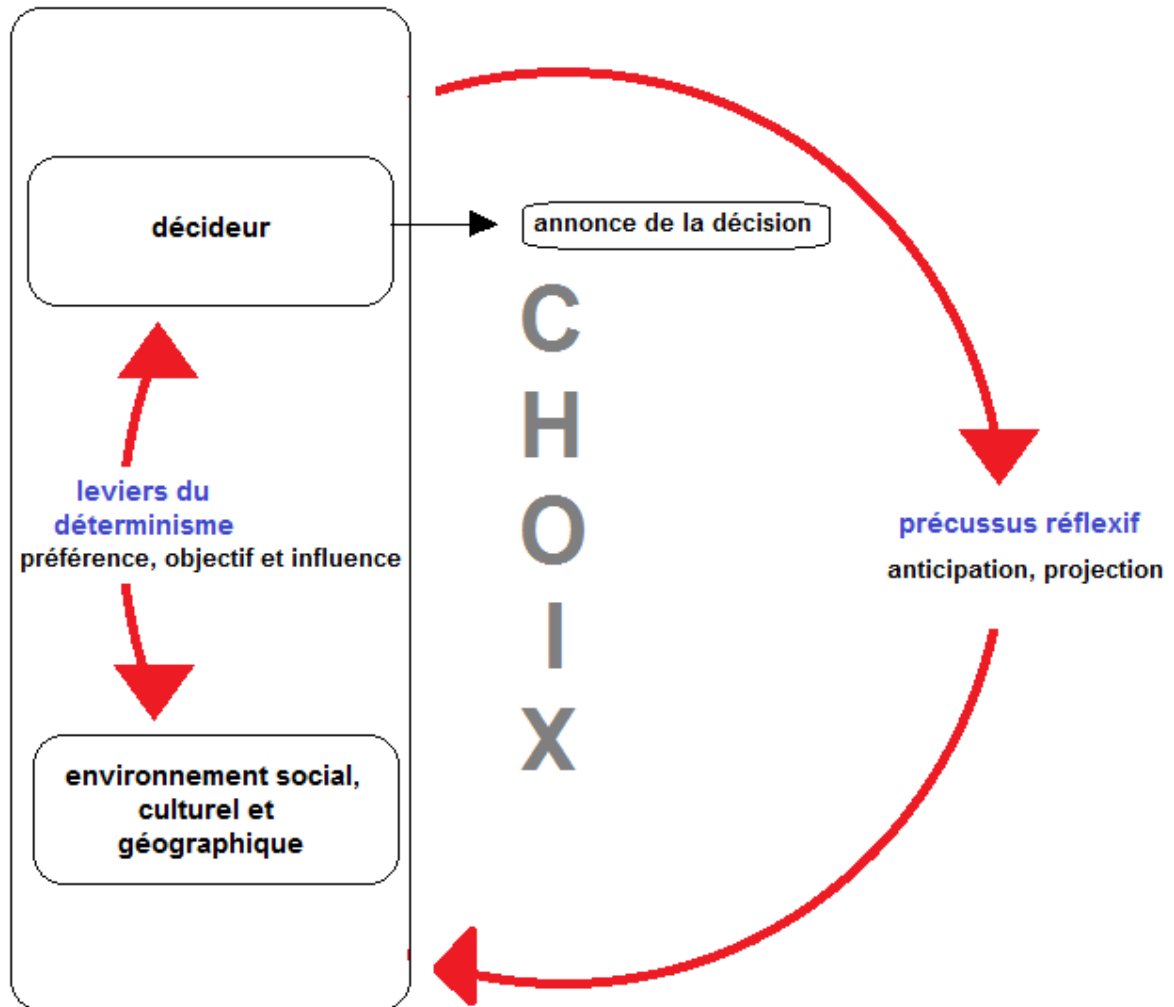 décideur
annonce de la décision
C
H
O
I
X
leviers du
déterminisme
préférence, objectif et influence
précussus réflexif
anticipation, projection
environnement social,
culturel et
géographique